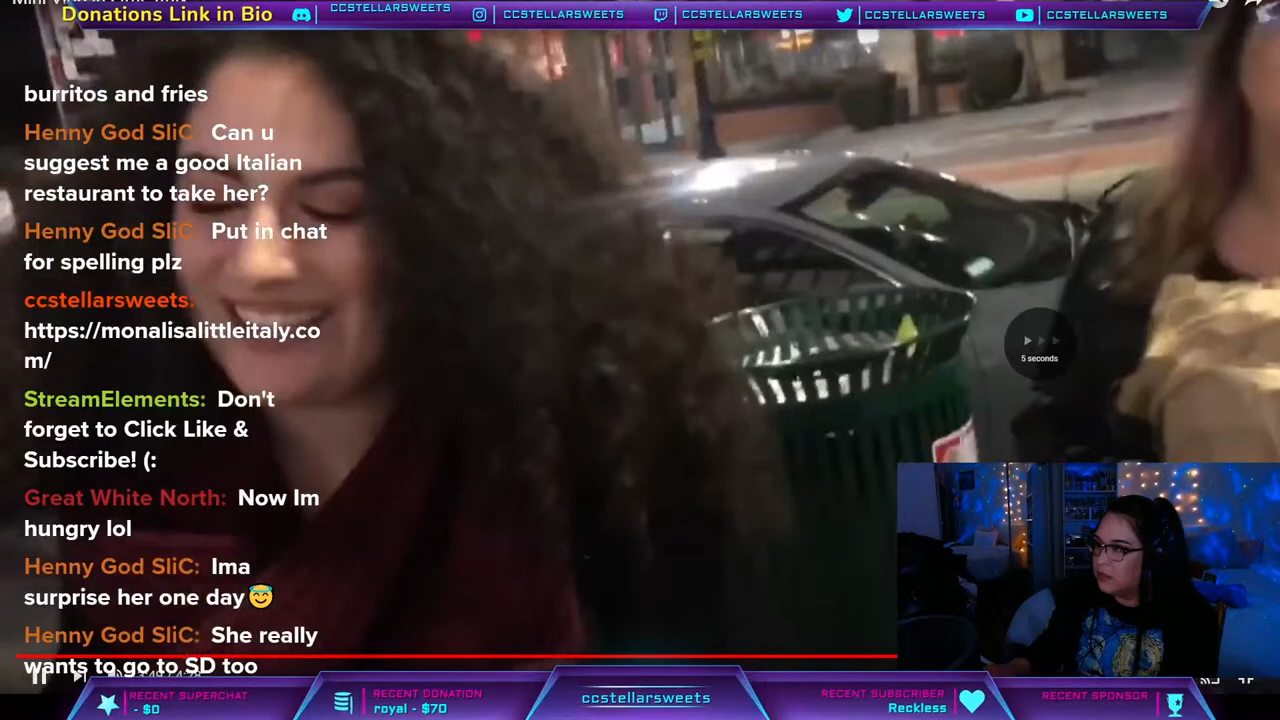 Donations Link in Bio
CCSTELLARSWEETS
CCSTELLARSWEETS
CCSTELLARSWEETS
CCSTELLARSWEETS
CCSTELLARSWEETS
burritos and fries
Henny God SliC Can u
suggest me a good Italian
restaurant to take her?
Henny God SliC Put in chat
for spelling plz
ccstellarsweets:
https://monalisalittleitaly.co
m/
StreamElements: Don't
forget to Click Like &
Subscribe! (:
Great White North: Now Im
hungry lol
Henny God SliC: Ima
surprise her one day😇
Henny God SliC: She really
wants to go to SD too
5 seconds
RECENT SUPERCHAT
- $0
RECENT DONATION
royal - $70
ccstellarsweets
RECENT SUBSCRIBER
Reckless
RECENT SPONSOR